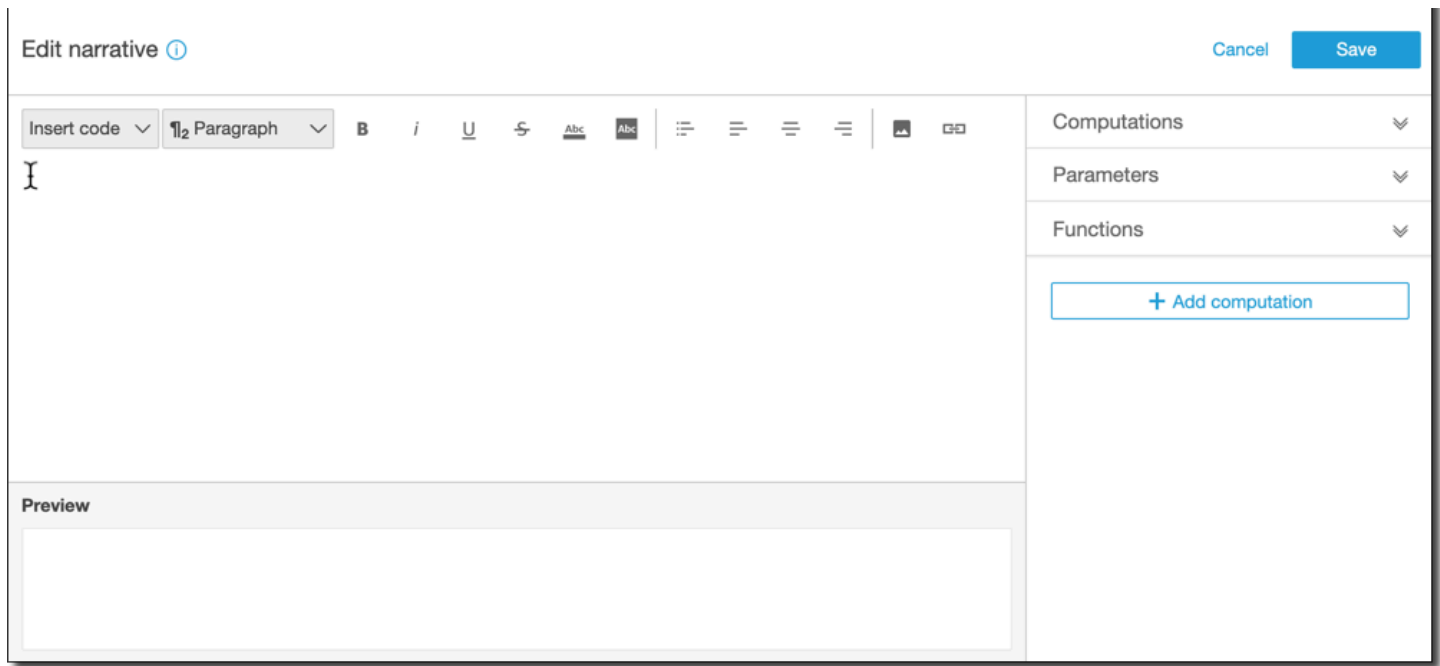 Edit narrative
Cancel
Save
Insert code
¶2 Paragraph
B
i
U
S
Abc
Abc
Computations
Parameters
Functions
+ Add computation
Preview